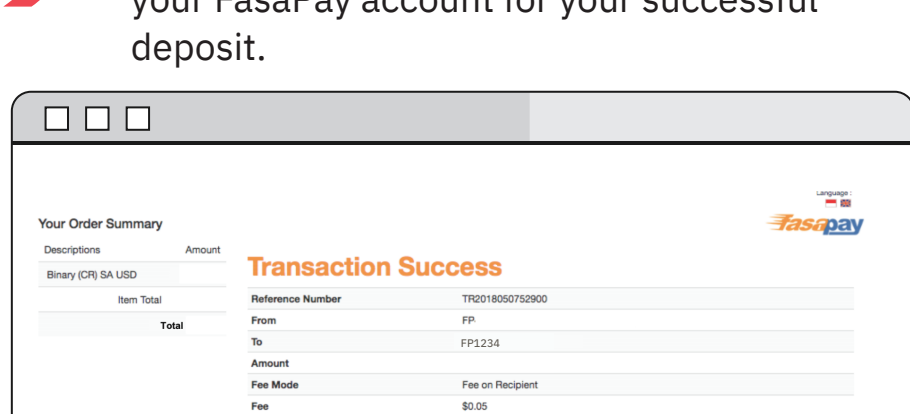 your FasaPay account for your successful
deposit.
Language :
fasapay
Your Order Summary
Descriptions Amount
Binary (CR) SA USD
Item Total
Total
Transaction Success
Reference Number TR2018050752900
From FP
To FP1234
Amount
Fee Mode Fee on Recipient
Fee $0.05